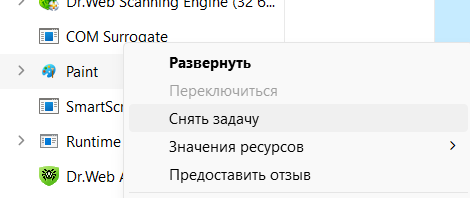 Dr.Web Scanning Engine (32 6...
COM Surrogate
Paint
SmartScr
Runtime
Dr.Web
Развернуть
Переключиться
Снять задачу
Значения ресурсов
Предоставить отзыв